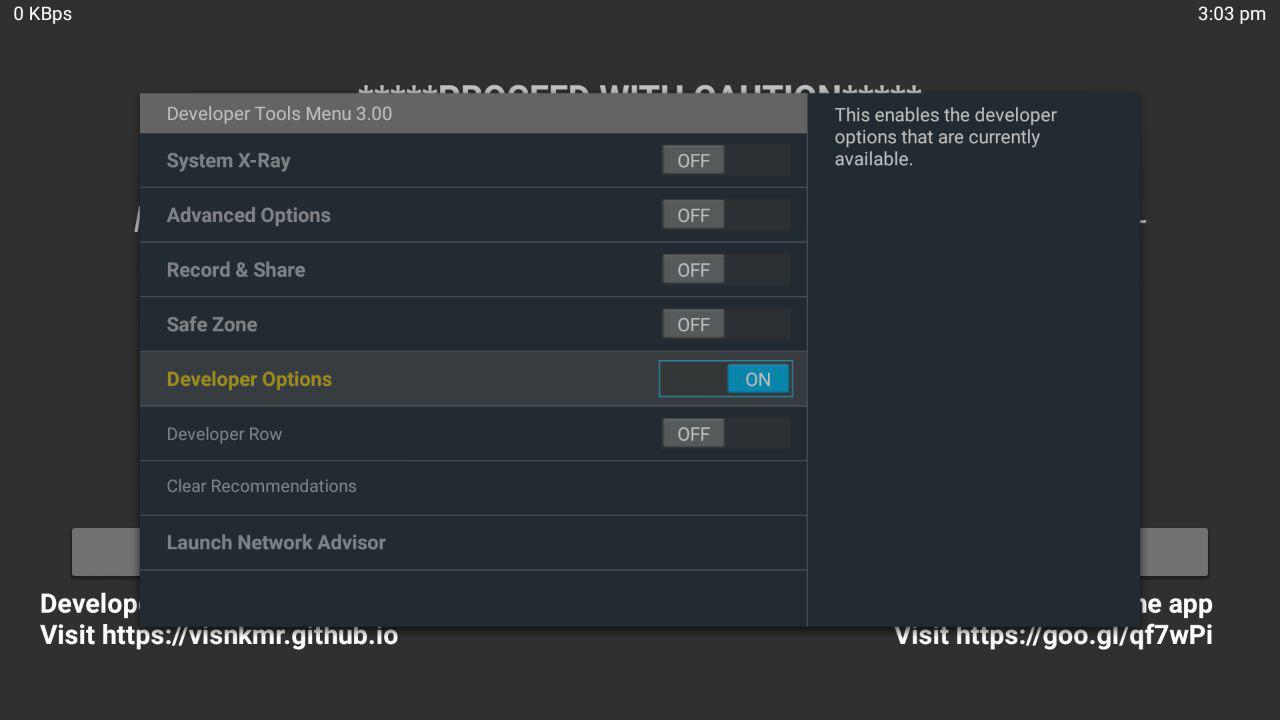 0 KBps
3:03 pm
*****PROCEED WITH CAUTION*****
Developer Tools Menu 3.00
This enables the developer
options that are currently
available.
System X-Ray
OFF
Advanced Options
OFF
Record & Share
OFF
Safe Zone
OFF
Developer Options
ON
Developer Row
OFF
Clear Recommendations
Launch Network Advisor
Develop
Visit https://visnkmr.github.io
app
Visit https://goo.gl/qf7wPi